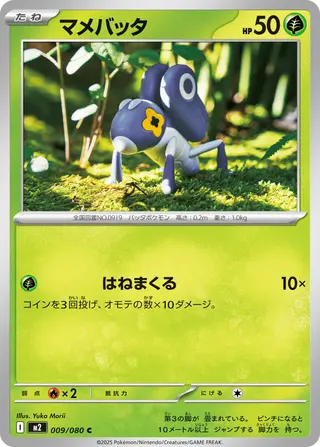 たね
マメバッタ
HP50
全国図鑑NO.0919 バッタポケモン 高さ：0.2m 重さ：1.0kg
はねまくる 10×
コインを3回投げ、オモテの数×10ダメージ。
弱点 ×2 抵抗力 にげる
Illus. Yuka Morii
I m2 009/080 C
第3の脚が 畳まれている。 ピンチになると
10メートル以上 ジャンプできる 脚力を 持つ。
©2025 Pokémon/Nintendo/Creatures/GAME FREAK